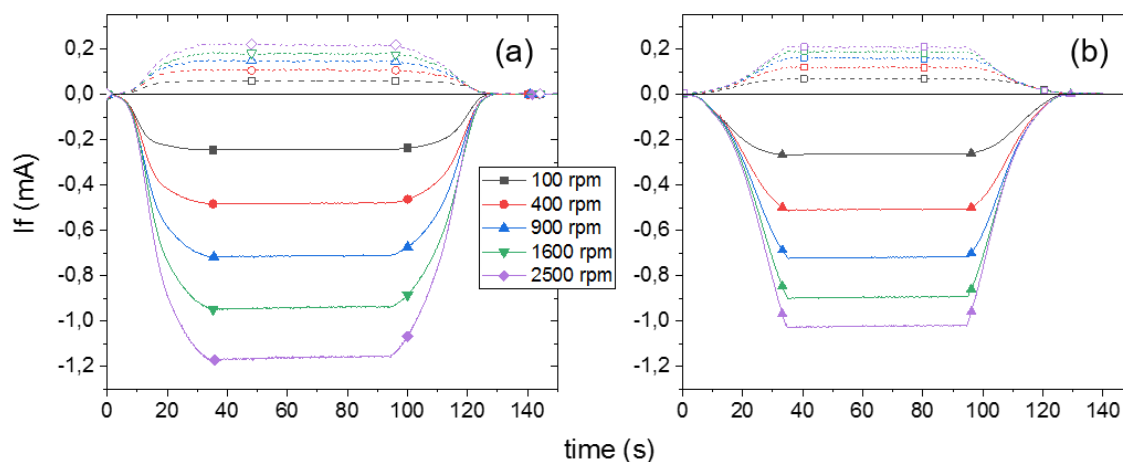 (a)
(b)
If (mA)
0,2
0,0
-0,2
-0,4
-0,6
-0,8
-1,0
-1,2
0 20 40 60 80 100 120 140
0,2
0,0
-0,2
-0,4
-0,6
-0,8
-1,0
-1,2
0 20 40 60 80 100 120 140
100 rpm
400 rpm
900 rpm
1600 rpm
2500 rpm
time (s)